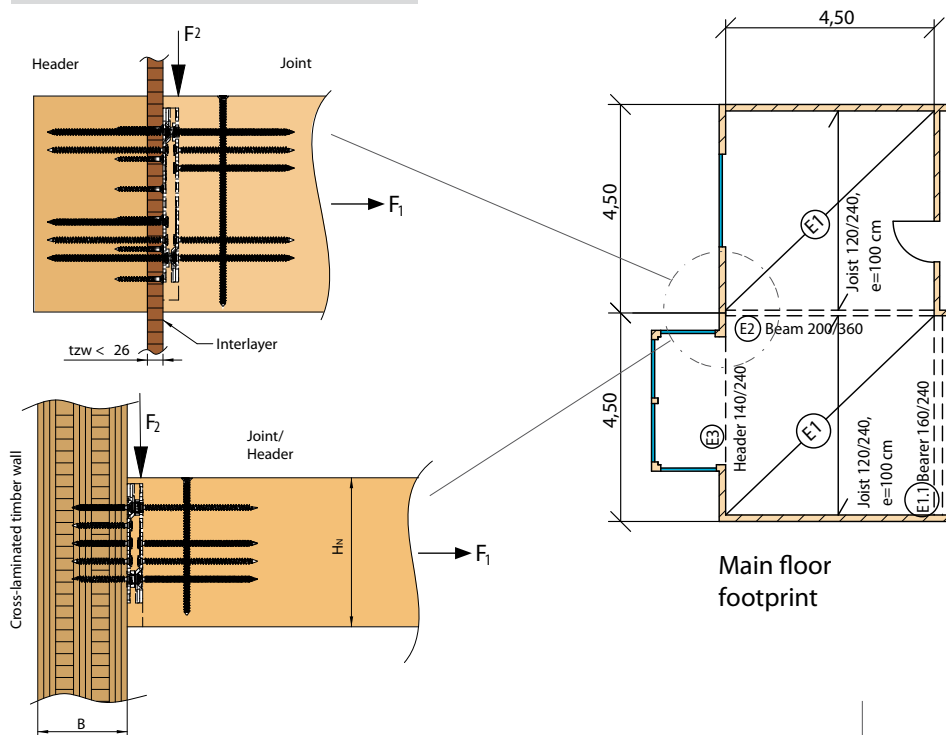 F2
Header
Joint
F1
Interlayer
tzw < 26
F2
Joint/
Header
Cross-laminated timber wall
HN
F1
B
4,50
4,50
4,50
E1
Joist 120/240,
e=100 cm
E2 Beam 200/360
E3
Header 140/240
E1
Joist 120/240,
e=100 cm
E1.1 Bearer 160/240
Main floor
footprint